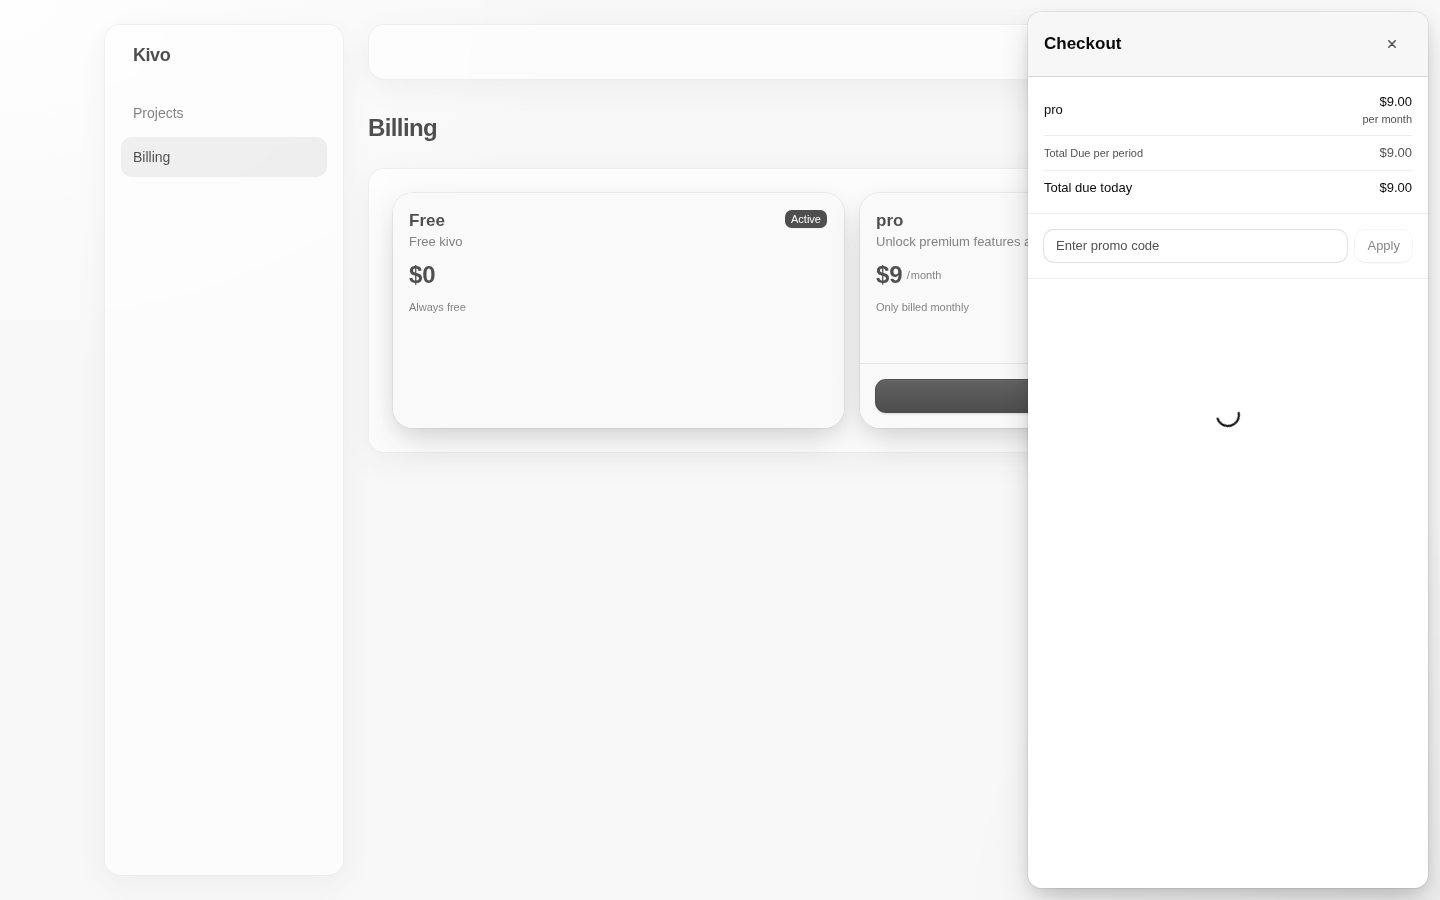 Kivo
Projects
Billing
Billing
Free
Active
Free kivo
$0
Always free
pro
Unlock premium features
$9 /month
Only billed monthly
Checkout
pro
$9.00
per month
Total Due per period
$9.00
Total due today
$9.00
Enter promo code
Apply